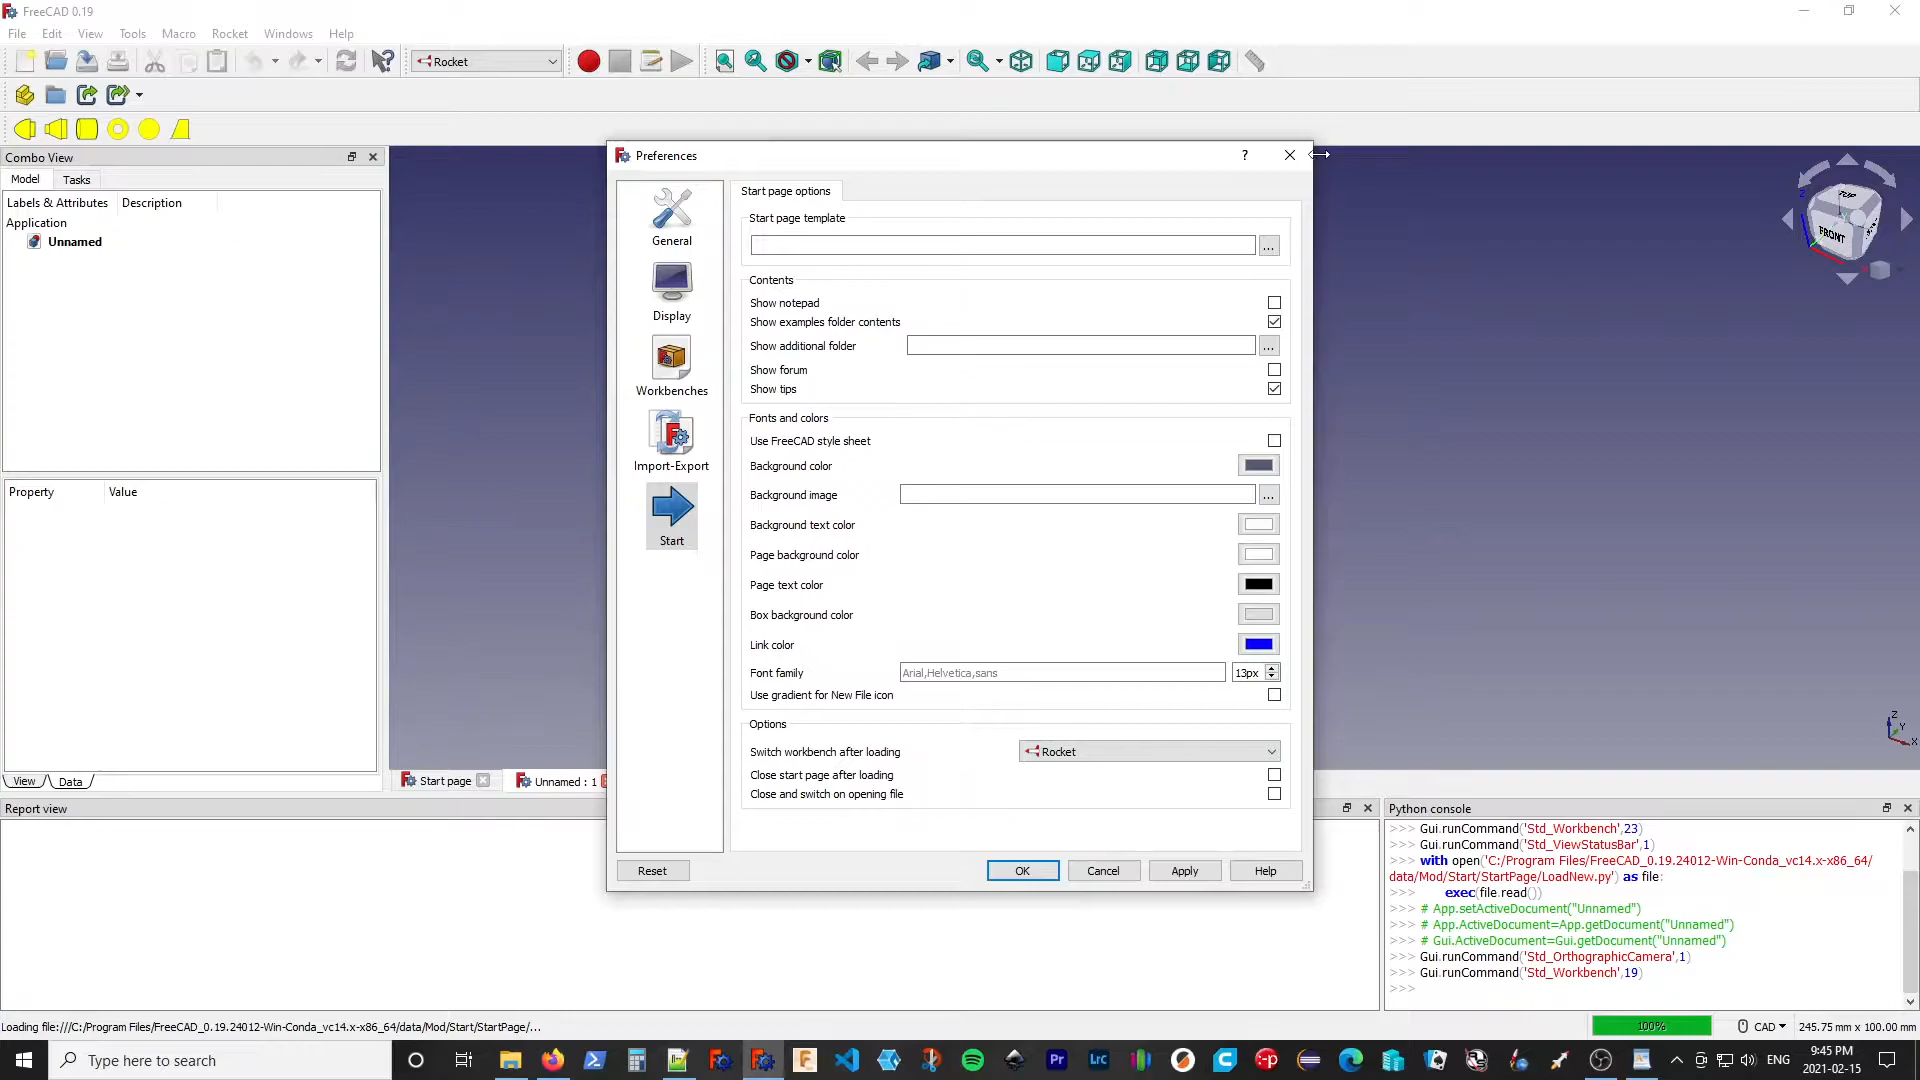 FreeCAD 0.19
File Edit View Tools Macro Rocket Windows Help
Rocket
Combo View
Model Tasks
Labels & Attributes Description
Application
Unnamed
Property Value
View Data
Start page
Unnamed : 1
TOP
FRONT
Z
Z
Y
X
Preferences
?
General
Display
Workbenches
Import-Export
Start
Start page options
Start page template
...
Contents
Show notepad
Show examples folder contents
Show additional folder
...
Show forum
Show tips
Fonts and colors
Use FreeCAD style sheet
Background color
Background image
...
Background text color
Page background color
Page text color
Box background color
Link color
Font family Arial,Helvetica,sans 13px
Use gradient for New File icon
Options
Switch workbench after loading Rocket
Close start page after loading
Close and switch on opening file
Reset OK Cancel Apply Help
Report view
Python console
>>> Gui.runCommand('Std_Workbench',23)
>>> Gui.runCommand('Std_ViewStatusBar',1)
>>> with open('C:/Program Files/FreeCAD_0.19.24012-Win-Conda_vc14.x-x86_64/
data/Mod/Start/StartPage/LoadNew.py') as file:
>>> exec(file.read())
>>> # App.setActiveDocument("Unnamed")
>>> # App.ActiveDocument=App.getDocument("Unnamed")
>>> # Gui.ActiveDocument=Gui.getDocument("Unnamed")
>>> Gui.runCommand('Std_OrthographicCamera',1)
>>> Gui.runCommand('Std_Workbench',19)
>>>
Loading file:///C:/Program Files/FreeCAD_0.19.24012-Win-Conda_vc14.x-x86_64/data/Mod/Start/StartPage/...
100%
CAD
245.75 mm x 100.00 mm
Type here to search
Pr
Lrc
ENG
9:45 PM
2021-02-15